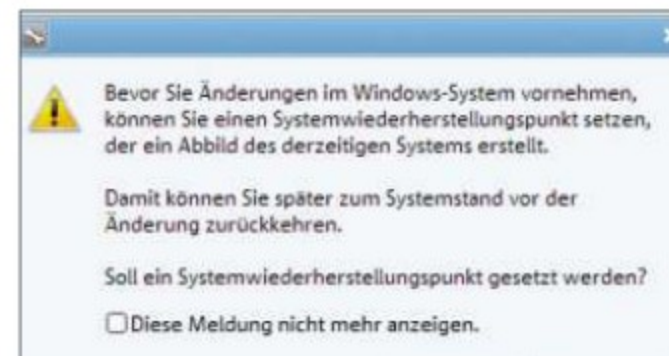 Bevor Sie Änderungen im Windows-System vornehmen,
können Sie einen Systemwiederherstellungspunkt setzen,
der ein Abbild des derzeitigen Systems erstellt.
Damit können Sie später zum Systemstand vor der
Änderung zurückkehren.
Soll ein Systemwiederherstellungspunkt gesetzt werden?
Diese Meldung nicht mehr anzeigen.